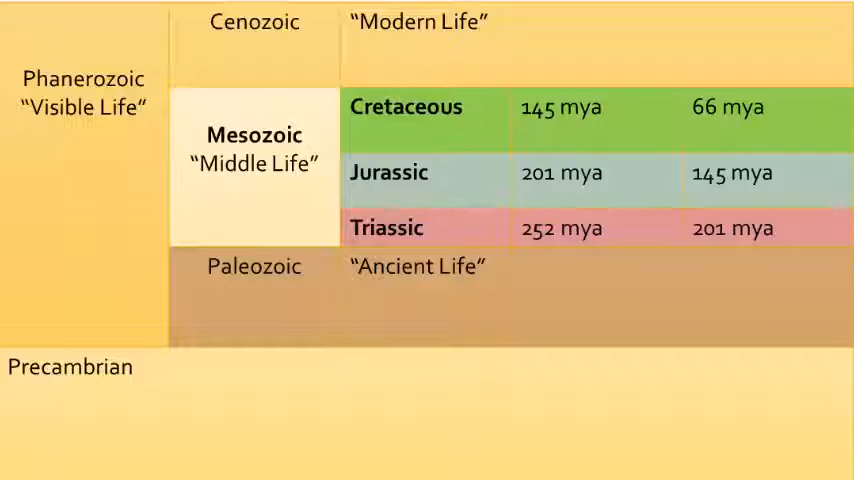 Cenozoic “Modern Life”
Phanerozoic
“Visible Life”
Mesozoic
“Middle Life”
Cretaceous 145 mya 66 mya
Jurassic 201 mya 145 mya
Triassic 252 mya 201 mya
Paleozoic “Ancient Life”
Precambrian